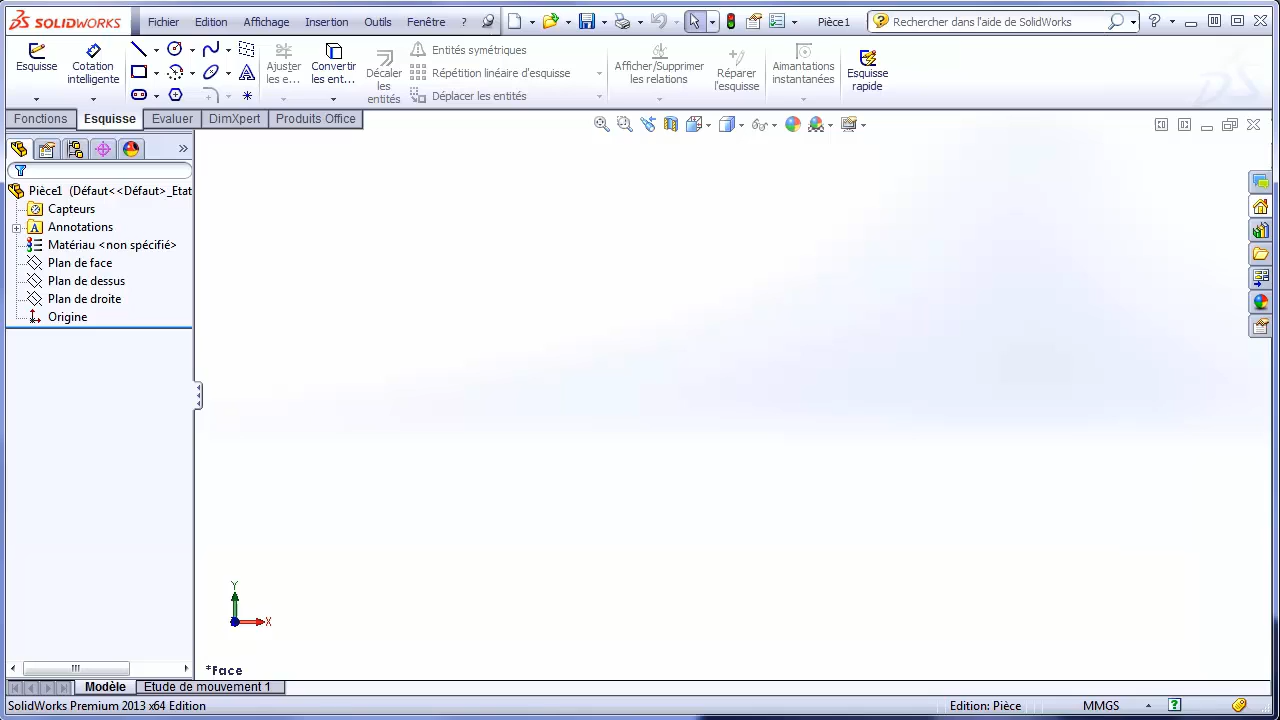 SOLIDWORKS Fichier Edition Affichage Insertion Outils Fenêtre ? Pièce1 Rechercher dans l'aide de SolidWorks ?
Esquisse
Cotation intelligente
Ajuster les e...
Convertir les ent...
Décaler les entités
Entités symétriques
Répétition linéaire d'esquisse
Déplacer les entités
Afficher/Supprimer les relations
Réparer l'esquisse
Aimantations instantanées
Esquisse rapide
Fonctions Esquisse Evaluer DimXpert Produits Office
Pièce1 (Défaut<<Défaut>_Etat
Capteurs
Annotations
Matériau <non spécifié>
Plan de face
Plan de dessus
Plan de droite
Origine
Y
X
*Face
Modèle Etude de mouvement 1
SolidWorks Premium 2013 x64 Edition Edition: Pièce MMGS